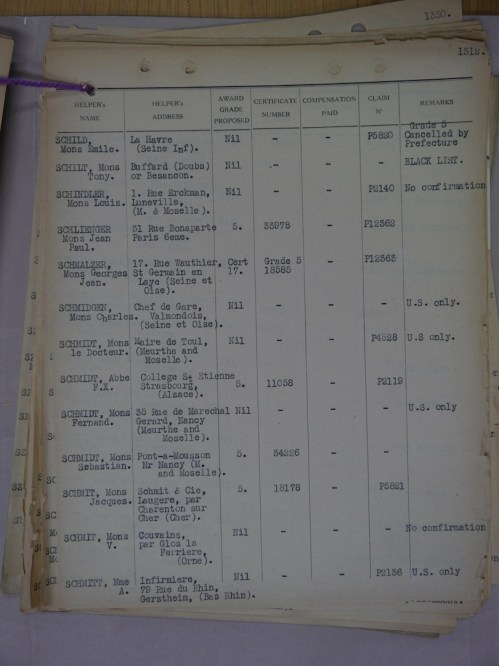 1350.
1319.
HELPER's NAME HELPER's ADDRESS AWARD GRADE PROPOSED CERTIFICATE NUMBER COMPENSATION PAID CLAIM Nº REMARKS
SCHILD, Mons Emile. La Havre (Seine Inf). Nil - - P5820 Grade 5 Cancelled by Prefecture
SCHILT, Mons Tony. Buffard (Doubs) or Besancon. Nil - - - BLACK LIST.
SCHINDLER, Mons Louis. 1. Rue Erckman, Luneville, (M. & Moselle). Nil - - P2140 No confirmation
SCHLIENGER Mons Jean Paul. 51 Rue Bonaparte Paris 6eme. 5. 33978 - P12362
SCHMALZER, Mons Georges Jean. 17. Rue Wauthier, St Germain en Laye (Seine et Oise). Cert 17. Grade 5 18585 - P12363
SCHMIDGEN, Mons Charles. Chef de Gare, Valmondois, (Seine et Oise). Nil - - - U.S. only.
SCHMIDT, Mons le Docteur. Maire de Toul, (Meurthe and Moselle). Nil - - P4528 U.S only.
SCHMIDT, Abbe F.X. College St Etienne Strasbourg, (Alsace). 5. 11058 - P2119
SCHMIDT, Mons Fernand. 35 Rue de Marechal Gerard, Nancy (Meurthe and Moselle). Nil - - - U.S. only
SCHMIDT, Mons Sebastian. Pont-a-Mousson Nr Nancy (M. and Moselle). 5. 34226 - -
SCHMIT, Mons Jacques. Schmit & Cie, Laugere, par Charenton sur Cher (Cher). 5. 18178 - P5821
SCHMIT, Mons V. Couvains, par Glos la Ferriere, (Orne). Nil - - - No confirmation
SCHMITT, Mme A. Infirmiere, 79 Rue du Rhin, Gerstheim, (Bas Rhin). Nil - - P2136 U.S. only